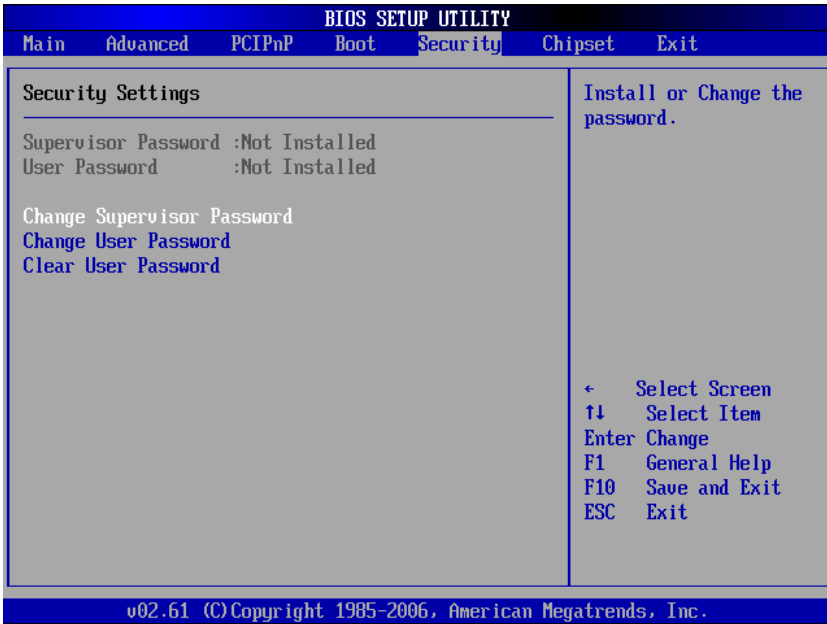 BIOS SETUP UTILITY
Main Advanced PCIPnP Boot Security Chipset Exit
Security Settings
Supervisor Password :Not Installed
User Password :Not Installed
Change Supervisor Password
Change User Password
Clear User Password
Install or Change the
password.
← Select Screen
↑↓ Select Item
Enter Change
F1 General Help
F10 Save and Exit
ESC Exit
v02.61 (C)Copyright 1985-2006, American Megatrends, Inc.